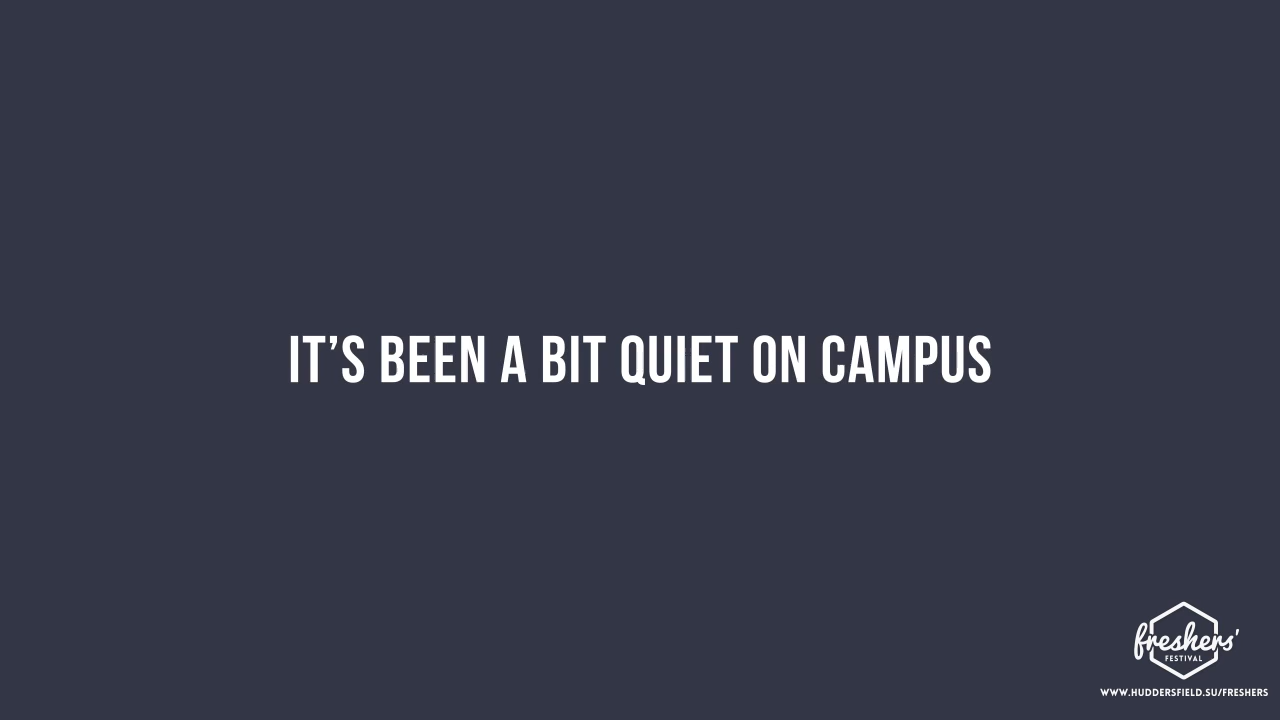 IT’S BEEN A BIT QUIET ON CAMPUS
freshers’
FESTIVAL
WWW.HUDDERSFIELD.SU/FRESHERS